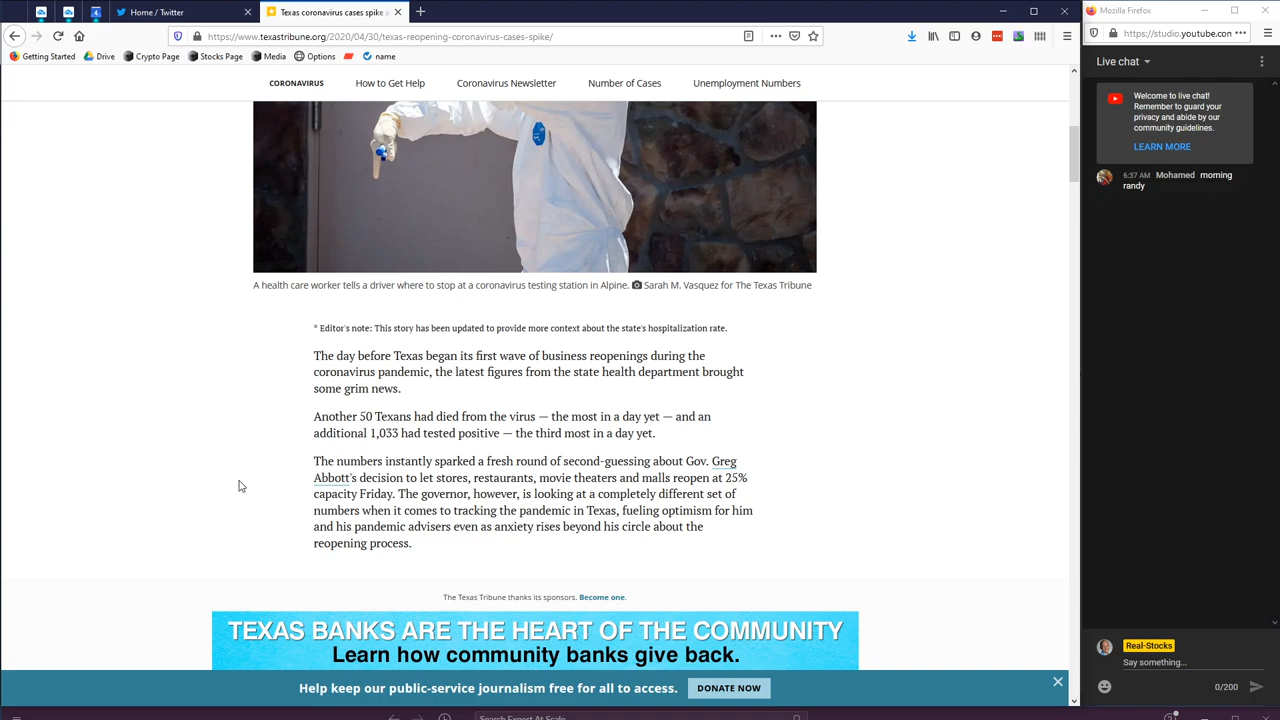 4
Home / Twitter
Texas coronavirus cases spike a
Mozilla Firefox
https://www.texastribune.org/2020/04/30/texas-reopening-coronavirus-cases-spike/
https://studio.youtube.con
Getting Started
Drive
Crypto Page
Stocks Page
Media
Options
name
Live chat
CORONAVIRUS
How to Get Help
Coronavirus Newsletter
Number of Cases
Unemployment Numbers
Welcome to live chat!
Remember to guard your
privacy and abide by our
community guidelines.
LEARN MORE
6:37 AM Mohamed morning
randy
A health care worker tells a driver where to stop at a coronavirus testing station in Alpine. Sarah M. Vasquez for The Texas Tribune
* Editor's note: This story has been updated to provide more context about the state's hospitalization rate.
The day before Texas began its first wave of business reopenings during the
coronavirus pandemic, the latest figures from the state health department brought
some grim news.
Another 50 Texans had died from the virus — the most in a day yet — and an
additional 1,033 had tested positive — the third most in a day yet.
The numbers instantly sparked a fresh round of second-guessing about Gov. Greg
Abbott's decision to let stores, restaurants, movie theaters and malls reopen at 25%
capacity Friday. The governor, however, is looking at a completely different set of
numbers when it comes to tracking the pandemic in Texas, fueling optimism for him
and his pandemic advisers even as anxiety rises beyond his circle about the
reopening process.
The Texas Tribune thanks its sponsors. Become one.
TEXAS BANKS ARE THE HEART OF THE COMMUNITY
Learn how community banks give back.
Help keep our public-service journalism free for all to access.
DONATE NOW
Real-Stocks
Say something...
0/200
Search Expert At Scale